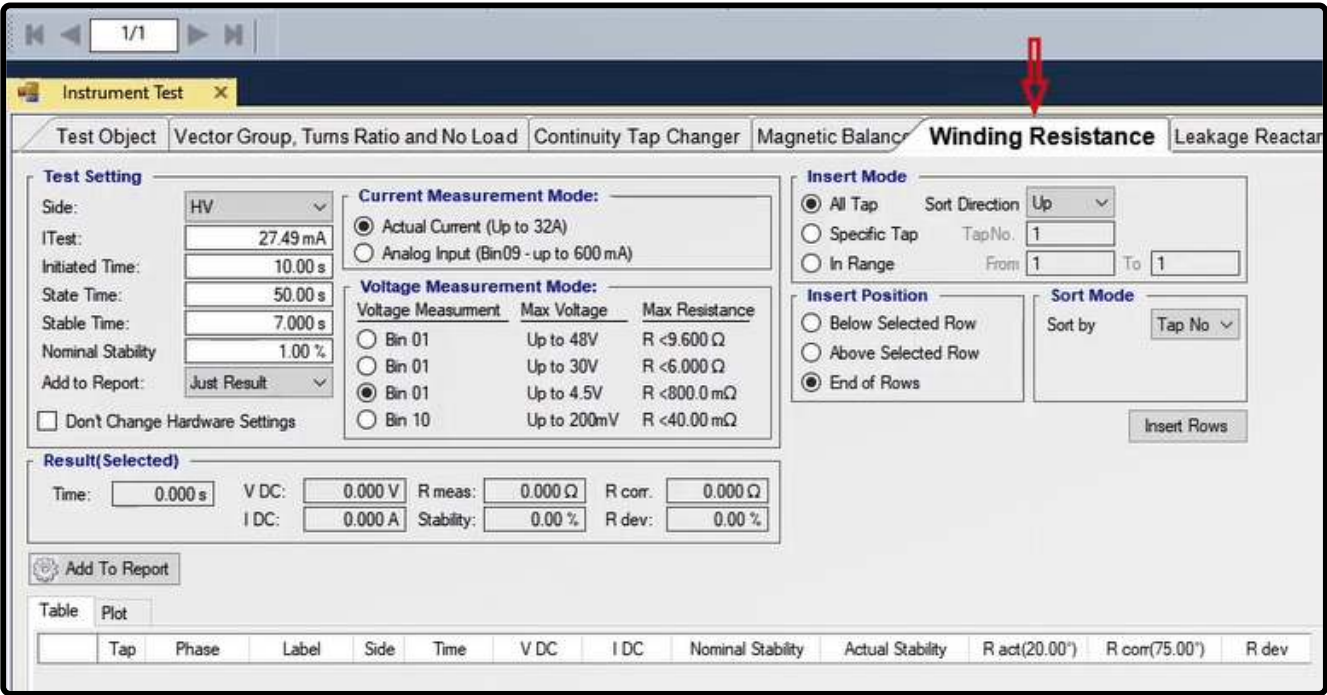 1/1
Instrument Test
Test Object Vector Group, Turns Ratio and No Load Continuity Tap Changer Magnetic Balance Winding Resistance Leakage Reactan
Test Setting
Side: HV
ITest: 27.49 mA
Initiated Time: 10.00 s
State Time: 50.00 s
Stable Time: 7.000 s
Nominal Stability 1.00 %
Add to Report: Just Result
Don't Change Hardware Settings
Current Measurement Mode:
Actual Current (Up to 32A)
Analog Input (Bin09 - up to 600 mA)
Voltage Measurement Mode:
Voltage Measurment Max Voltage Max Resistance
Bin 01 Up to 48V R <9.600 Ω
Bin 01 Up to 30V R <6.000 Ω
Bin 01 Up to 4.5V R <800.0 mΩ
Bin 10 Up to 200mV R <40.00 mΩ
Insert Mode
All Tap Sort Direction Up
Specific Tap TapNo. 1
In Range From 1 To 1
Insert Position
Below Selected Row
Above Selected Row
End of Rows
Sort Mode
Sort by Tap No
Insert Rows
Result(Selected)
Time: 0.000 s V DC: 0.000 V R meas: 0.000 Ω R corr. 0.000 Ω
I DC: 0.000 A Stability: 0.00 % R dev: 0.00 %
Add To Report
Table Plot
Tap Phase Label Side Time V DC I DC Nominal Stability Actual Stability R act(20.00°) R corr(75.00°) R dev